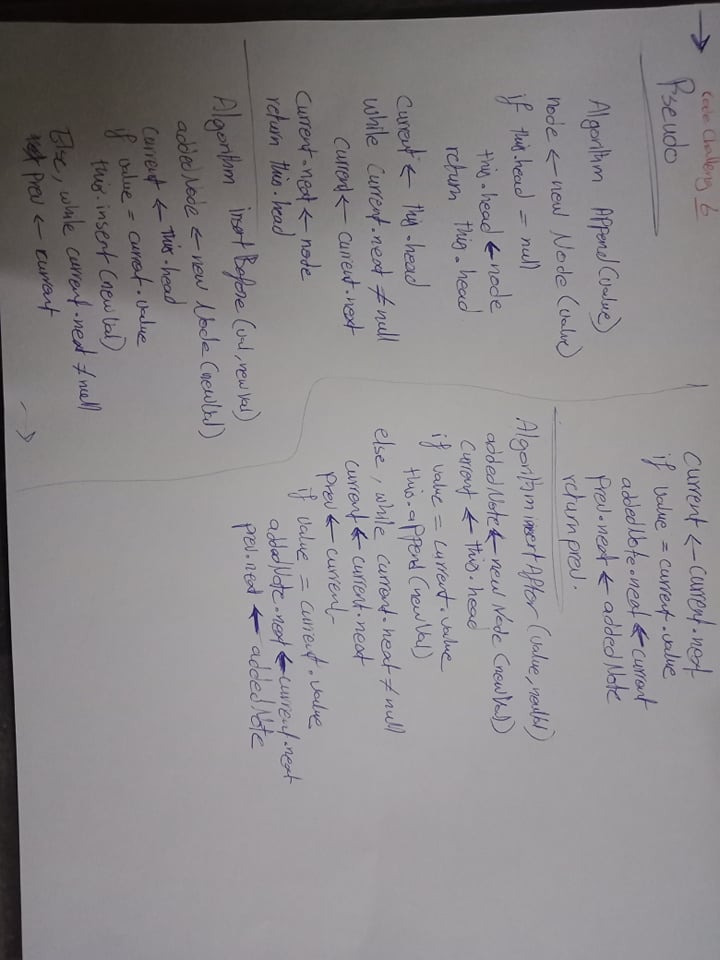 Code Challeng 6
Pseudo
Algorithm Append(value)
node ← new Node (value)
if this.head = null
this.head ← node
return this.head
Current ← this.head
while current.next ≠ null
current ← current.next
Current.next ← node
return this.head
Algorithm insertBefore (val, newVal)
addedNode ← new Node (newVal)
Current ← this.head
if value = current.value
this.insert (newVal)
Else, while current.next ≠ null
prev ← current
current ← current.next
if value = current.value
addedNote.next ← current
prev.next ← addedNote
return prev.
Algorithm insertAfter (value, newVal)
addedNote ← new Node (newVal)
Current ← this.head
if value = current.value
this.append (newVal)
else, while current.next ≠ null
current ← current.next
prev ← current
if value = current.value
addedNote.next ← current.next
prev.next ← addedNote